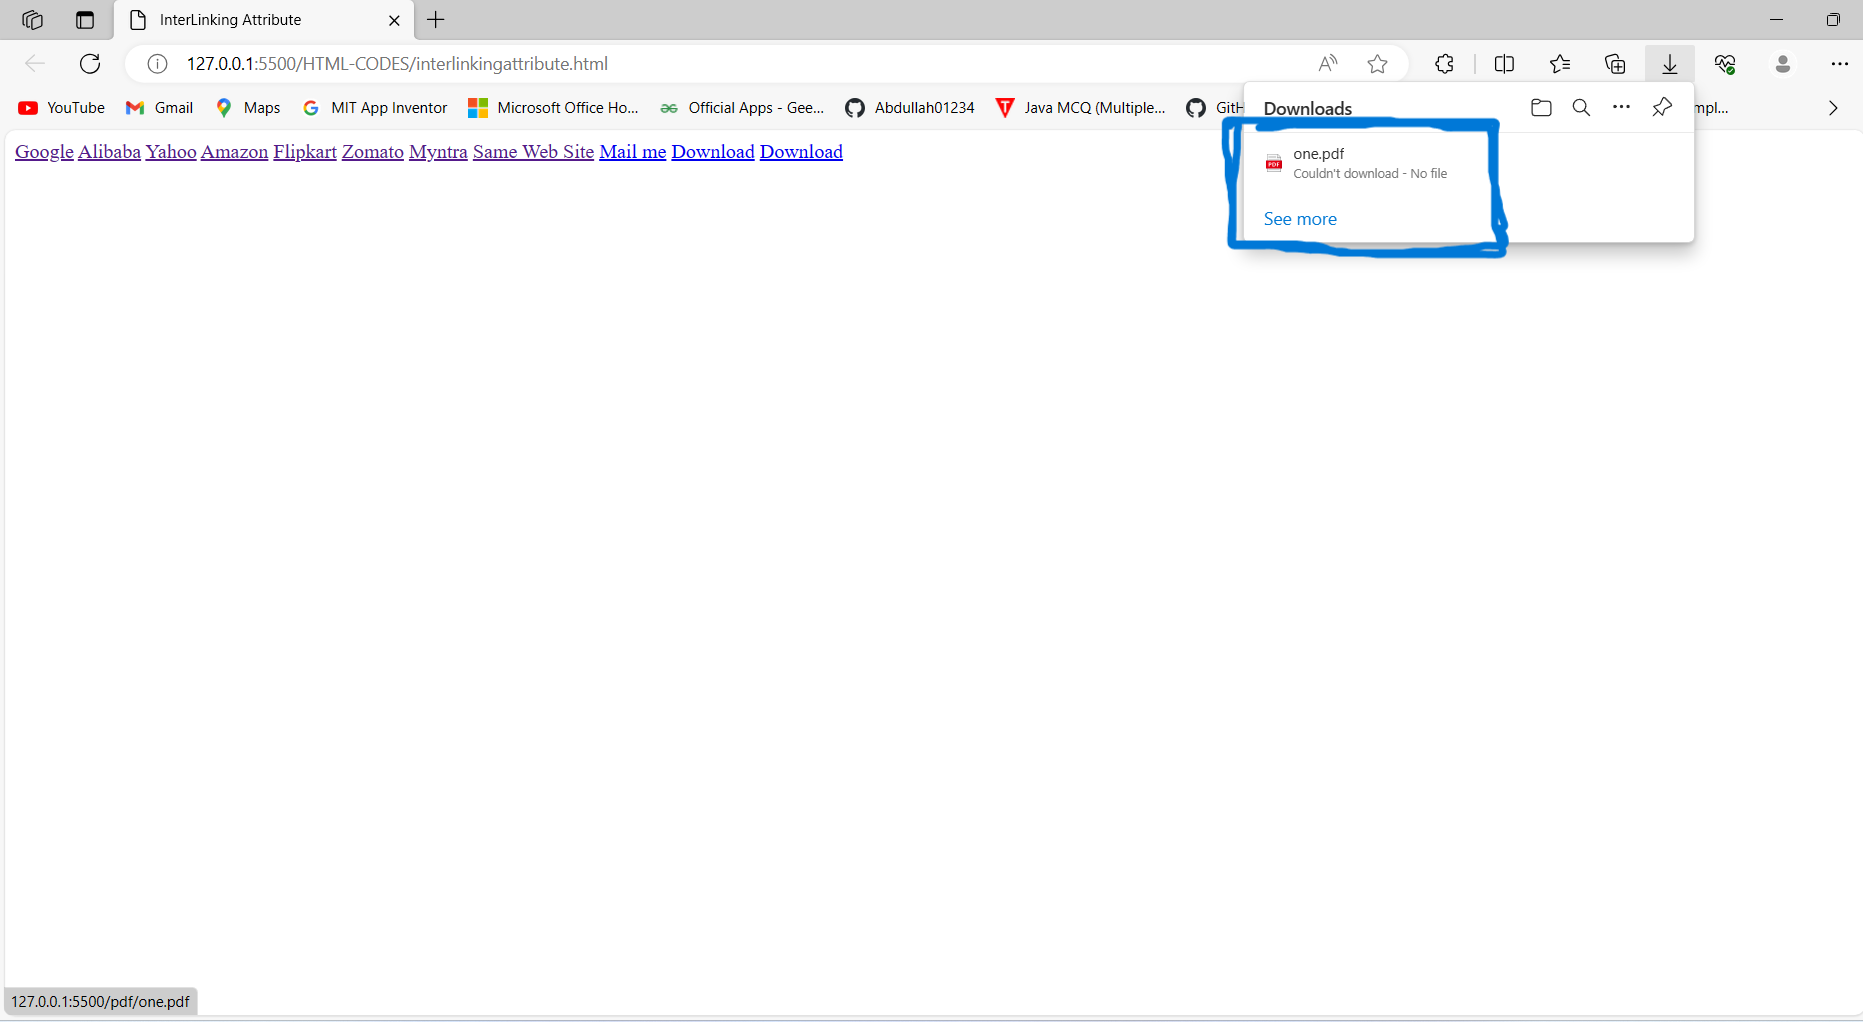 InterLinking Attribute
127.0.0.1:5500/HTML-CODES/interlinkingattribute.html
YouTube Gmail Maps MIT App Inventor Microsoft Office Ho... Official Apps - Gee... Abdullah01234 Java MCQ (Multiple... GitH mpl...
Downloads
one.pdf
Couldn't download - No file
See more
Google Alibaba Yahoo Amazon Flipkart Zomato Myntra Same Web Site Mail me Download Download
127.0.0.1:5500/pdf/one.pdf